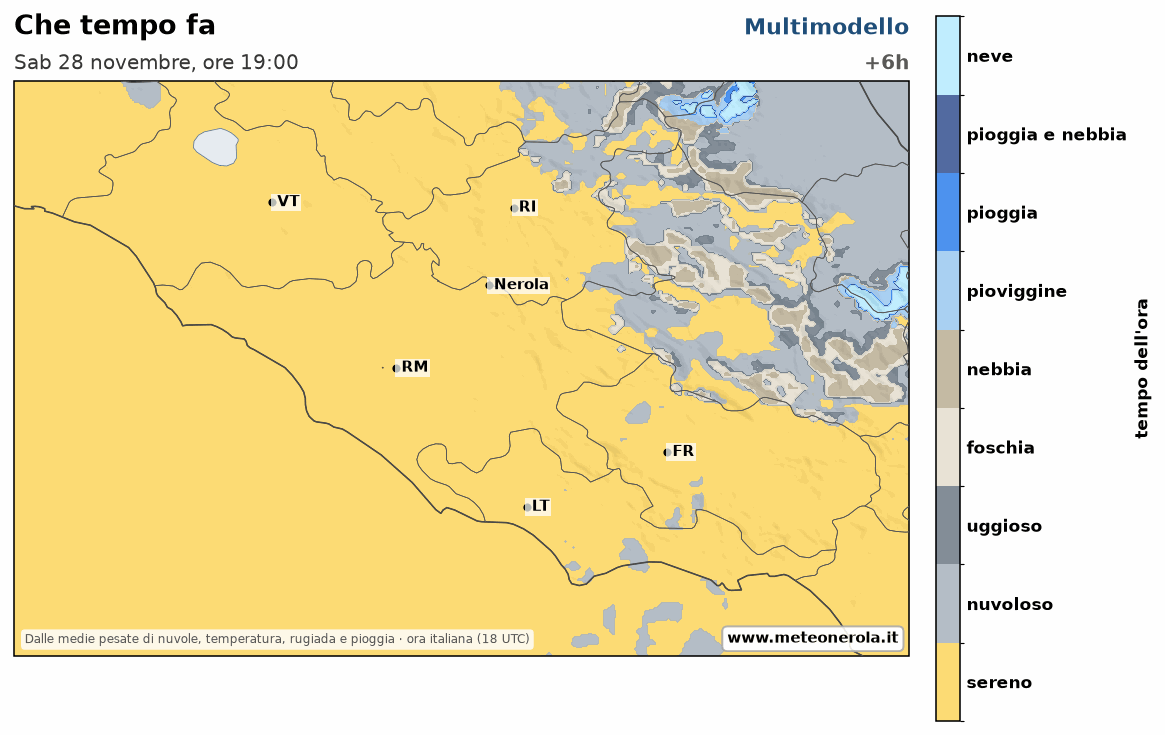 Che tempo fa
Multimodello
Sab 28 novembre, ore 19:00
+6h
neve
pioggia e nebbia
pioggia
pioviggine
nebbia
foschia
uggioso
nuvoloso
sereno
tempo dell'ora
VT
RI
Nerola
RM
FR
LT
Dalle medie pesate di nuvole, temperatura, rugiada e pioggia · ora italiana (18 UTC)
www.meteonerola.it